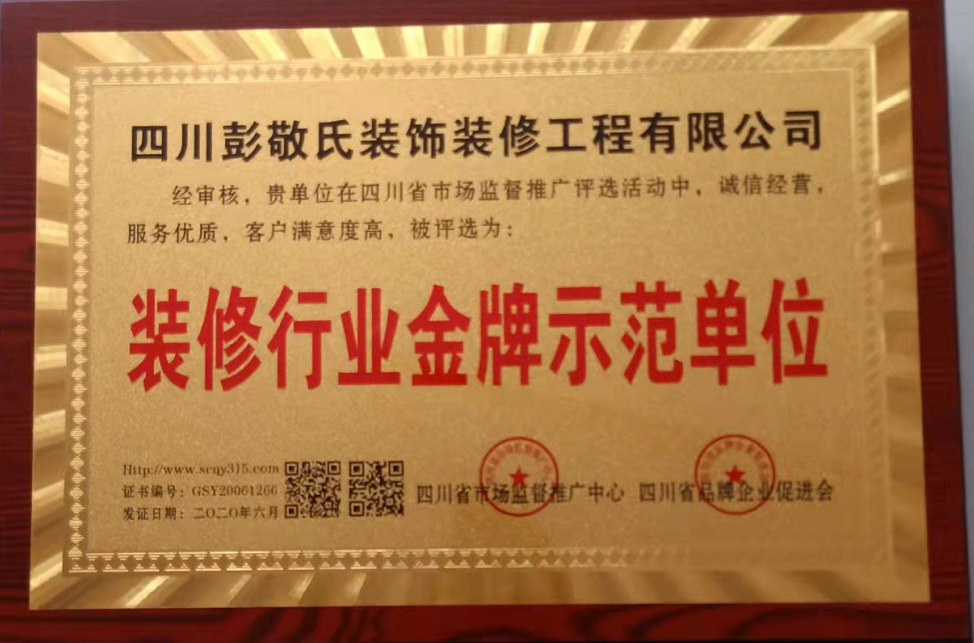 四川彭敬氏装饰装修工程有限公司
经审核，贵单位在四川省市场监督推广评选活动中，诚信经营，
服务优质，客户满意度高，被评选为：
装修行业金牌示范单位
Http://www.scqy315.com
证书编号：GSY20061266
发证日期：二〇二〇年六月
四川省市场监督推广中心 四川省品牌企业促进会